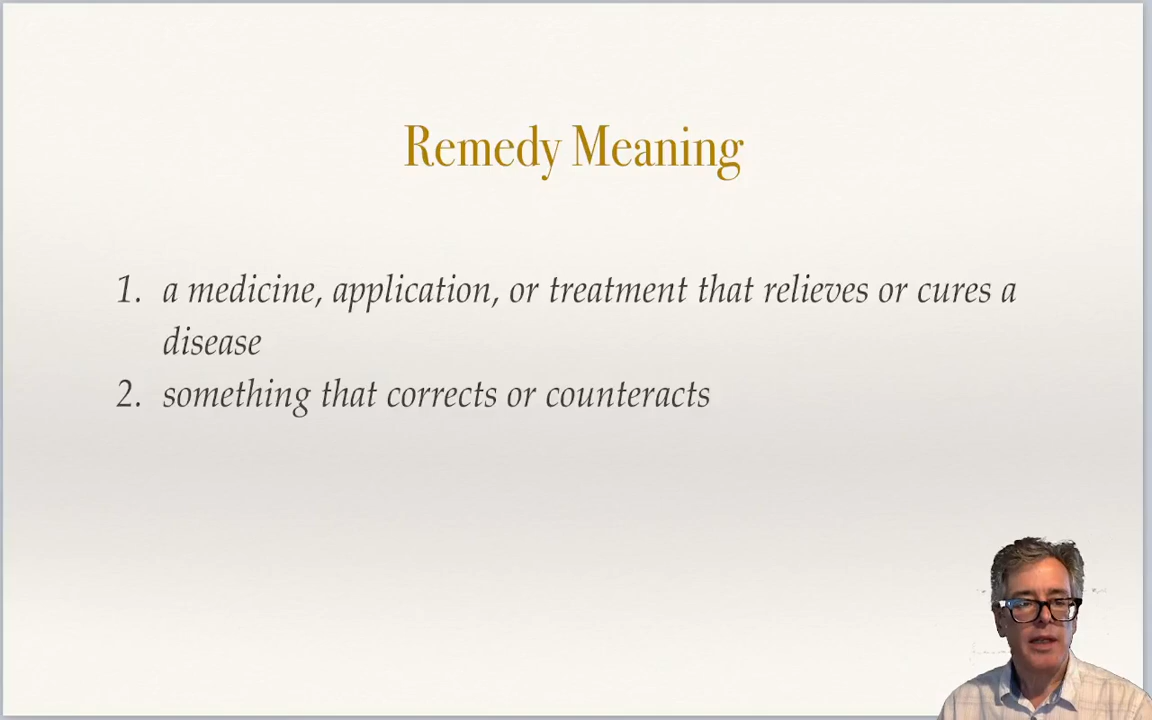 Remedy Meaning
1. a medicine, application, or treatment that relieves or cures a
disease
2. something that corrects or counteracts